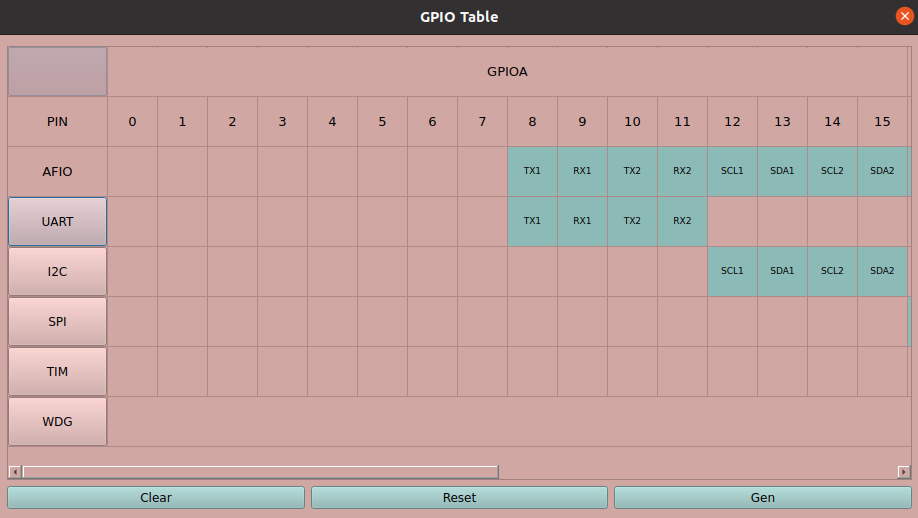 GPIO Table
GPIOA
PIN 0 1 2 3 4 5 6 7 8 9 10 11 12 13 14 15
AFIO TX1 RX1 TX2 RX2 SCL1 SDA1 SCL2 SDA2
UART TX1 RX1 TX2 RX2
I2C SCL1 SDA1 SCL2 SDA2
SPI
TIM
WDG
Clear Reset Gen